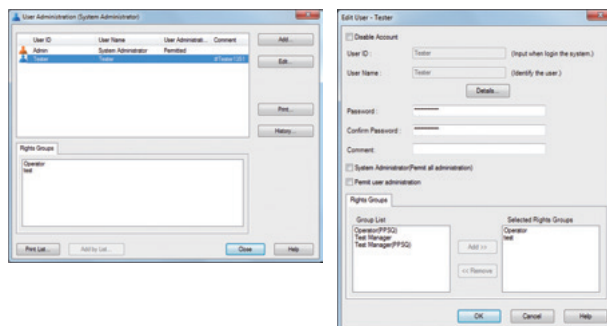 User Administration (System Administrator)
User ID User Name User Administrati... Comment
Admin System Administrator Permitted
Tester Tester
Add...
Edit...
Print...
History...
Rights Groups
Operator
test
Print List... Add by List... Close Help
Edit User - Tester
Disable Account
User ID : Tester (Input when login the system.)
User Name : Tester (Identify the user.)
Details...
Password :
Confirm Password :
Comment:
System Administrator(Permit all administration)
Permit user administration
Rights Groups
Group List Selected Rights Groups
Operator(PPSQ) Operator
Test Manager test
Test Manager(PPSQ)
Add >>
<< Remove
OK Cancel Help